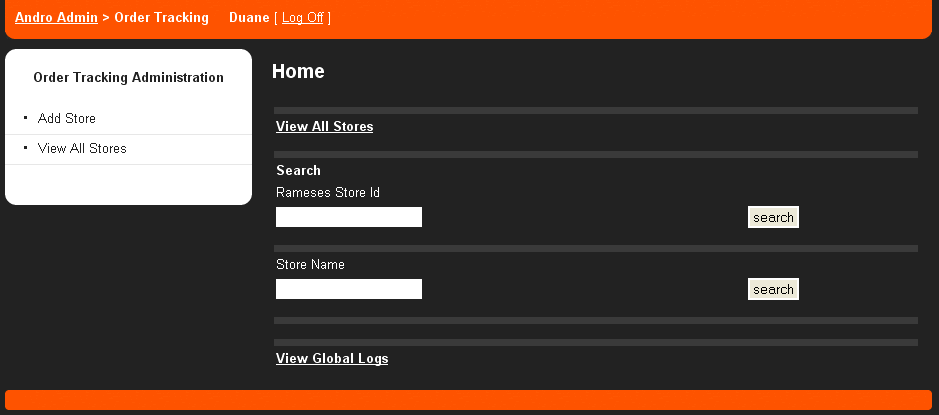 Andro Admin > Order Tracking Duane [ Log Off ]
Order Tracking Administration
Add Store
View All Stores
Home
View All Stores
Search
Rameses Store Id
search
Store Name
search
View Global Logs